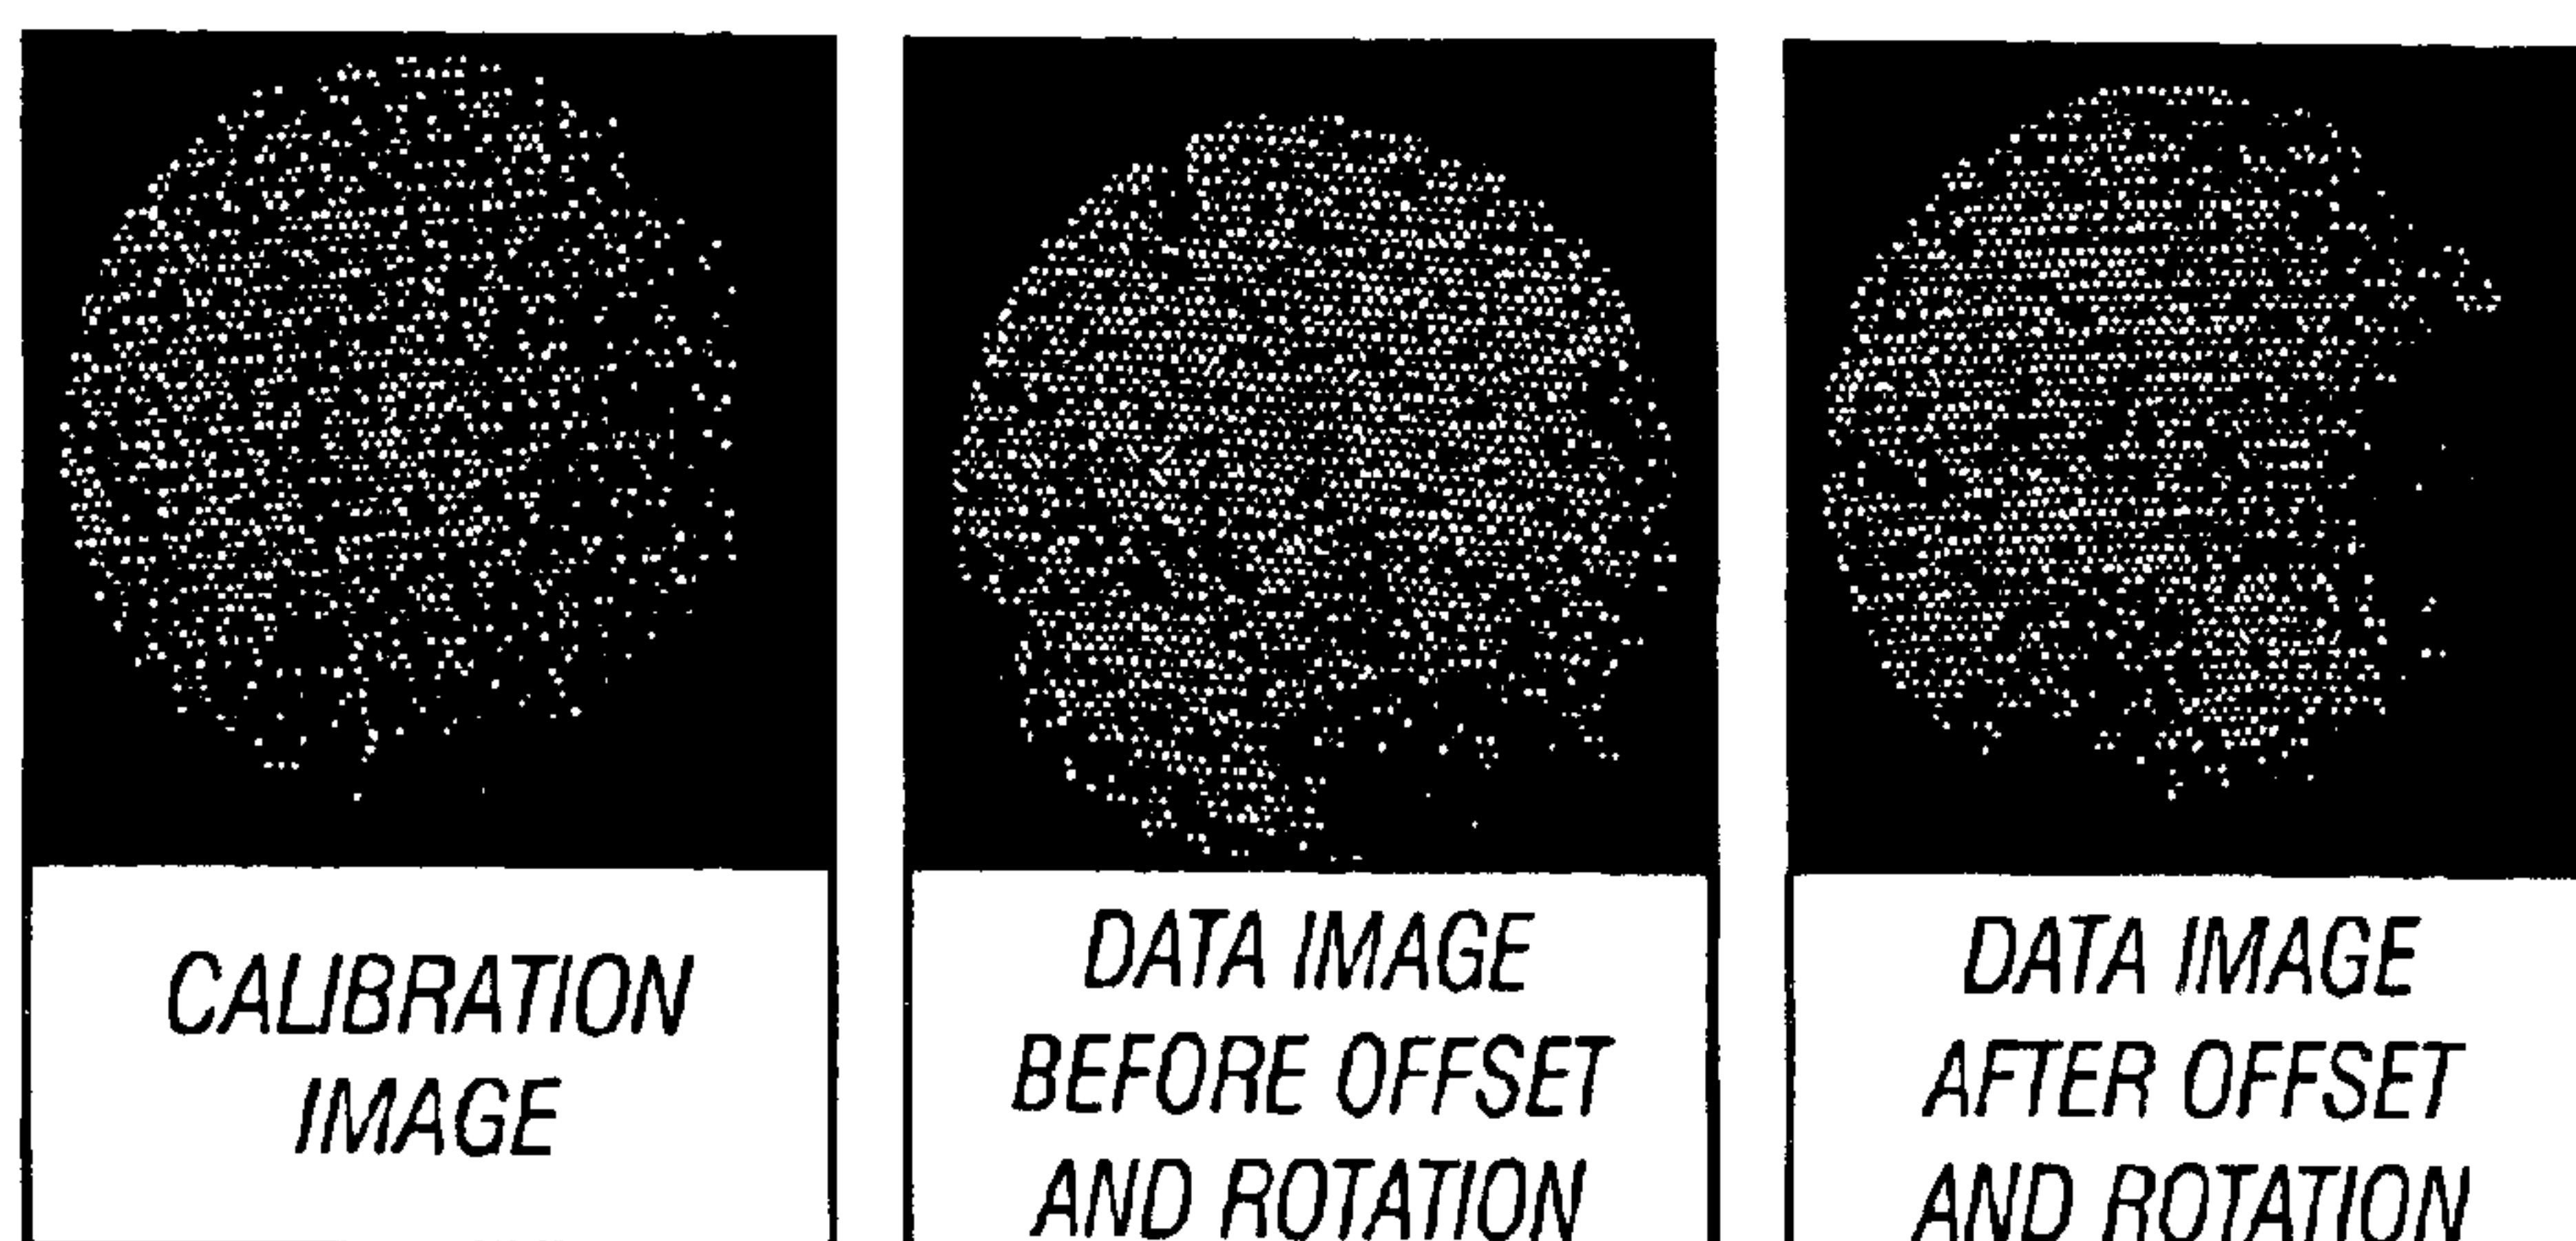 CALIBRATION
IMAGE
DATA IMAGE
BEFORE OFFSET
AND ROTATION
DATA IMAGE
AFTER OFFSET
AND ROTATION